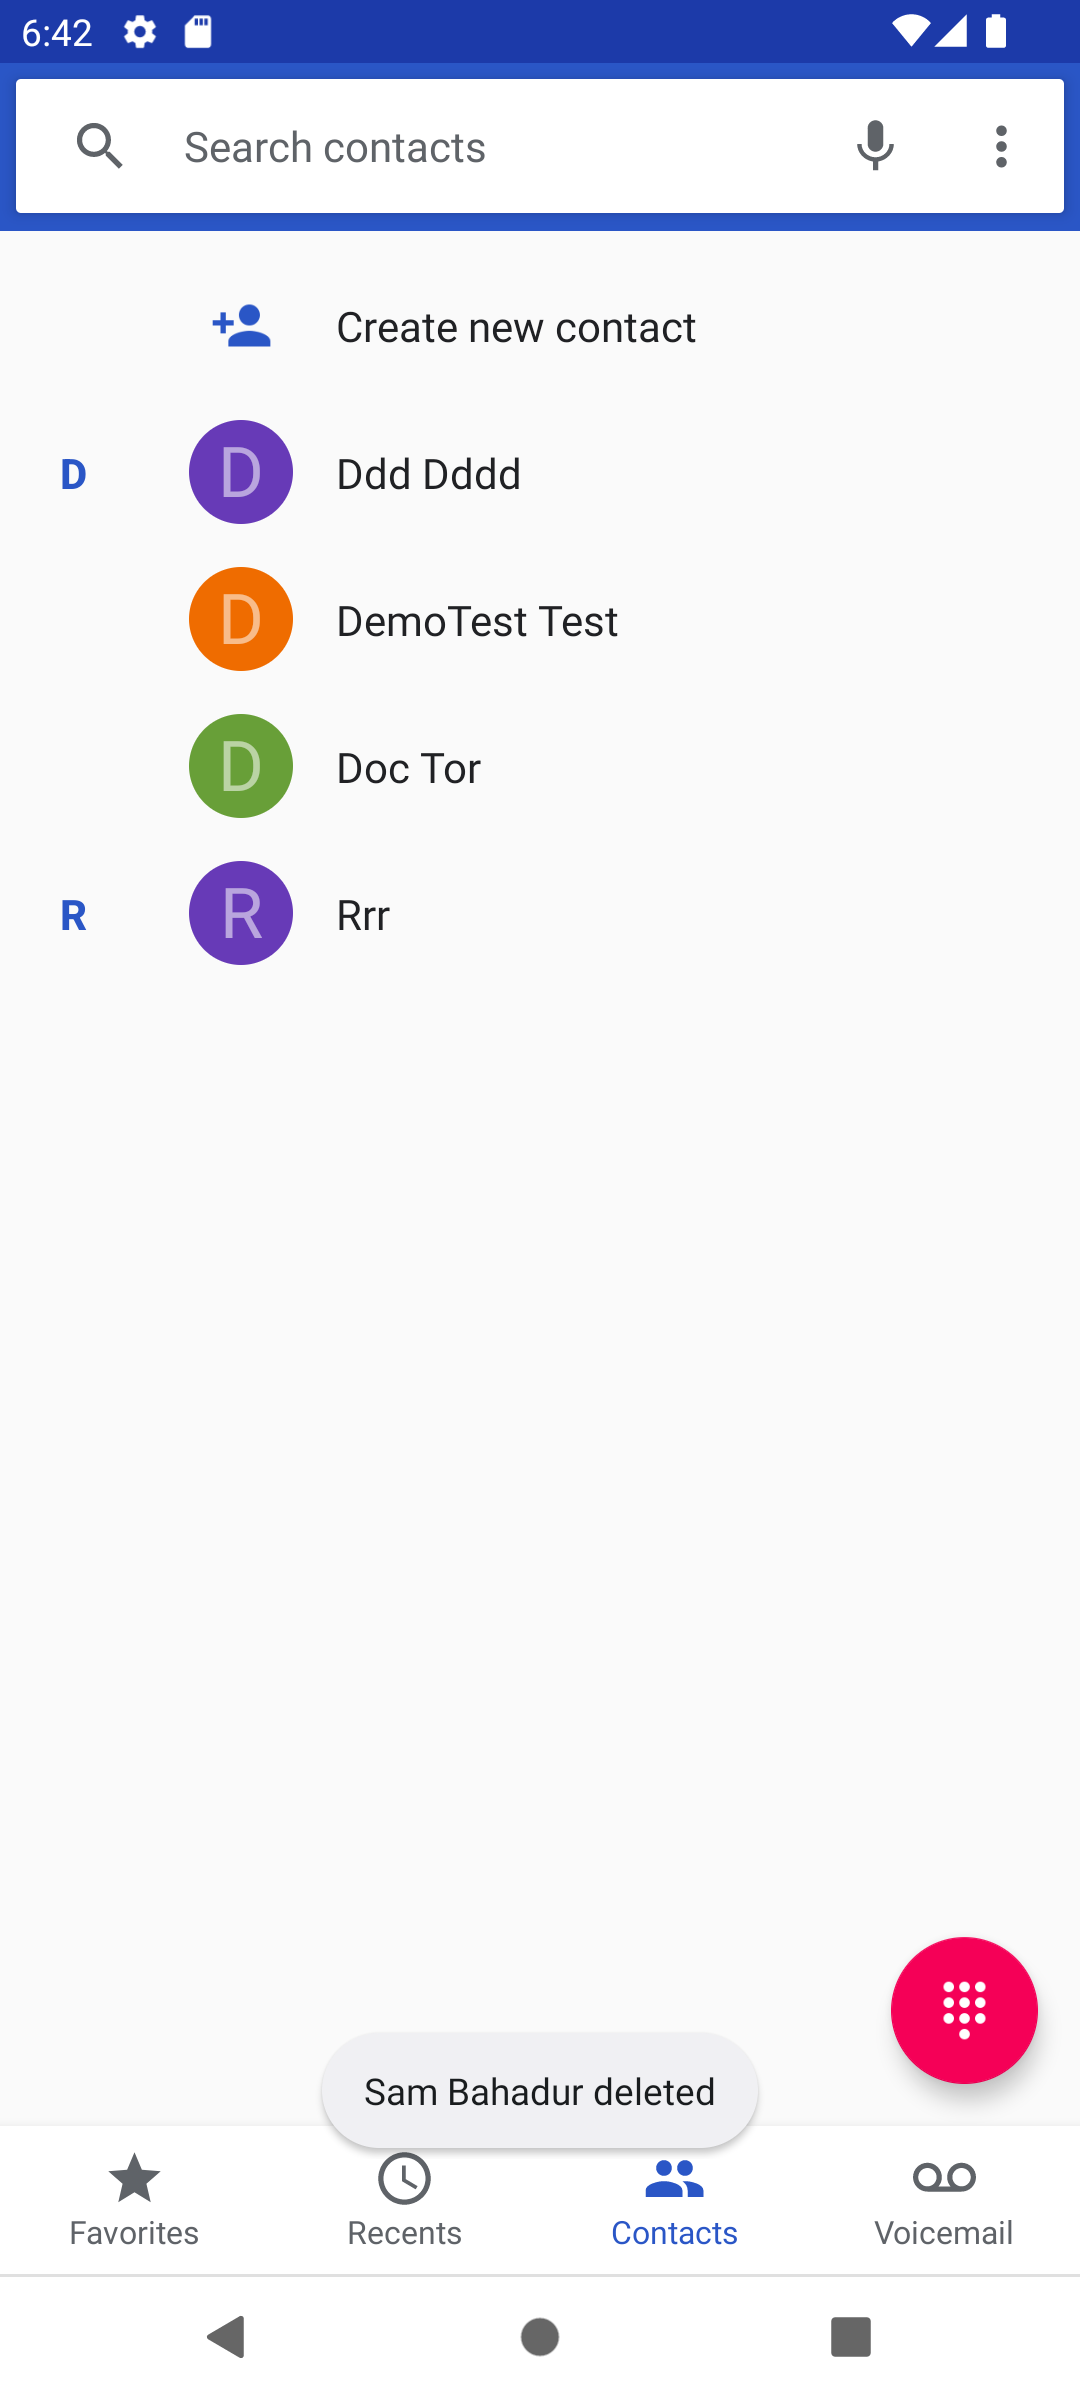 6:42
Search contacts
Create new contact
D
D
Ddd Dddd
D
DemoTest Test
D
Doc Tor
R
R
Rrr
Sam Bahadur deleted
Favorites
Recents
Contacts
Voicemail